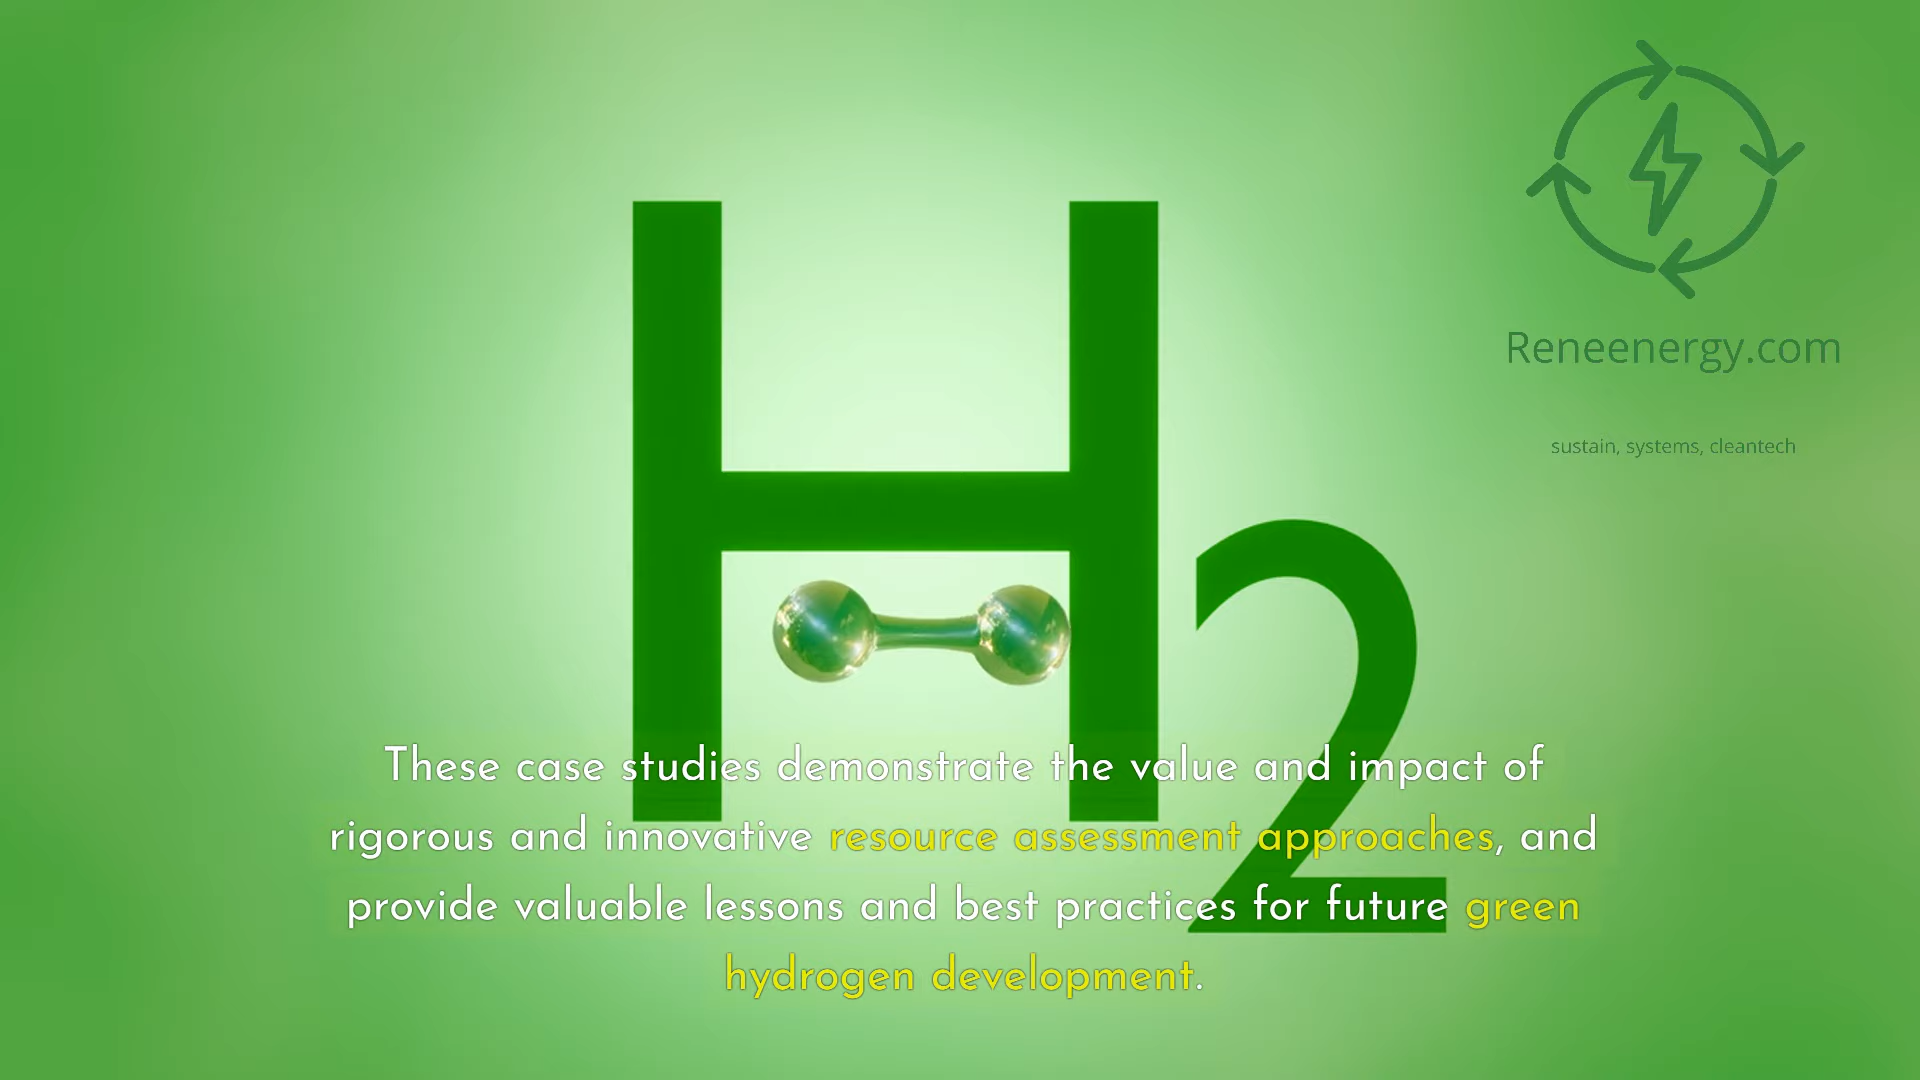 H2
Reneenergy.com
sustain, systems, cleantech
These case studies demonstrate the value and impact of
rigorous and innovative resource assessment approaches, and
provide valuable lessons and best practices for future green
hydrogen development.